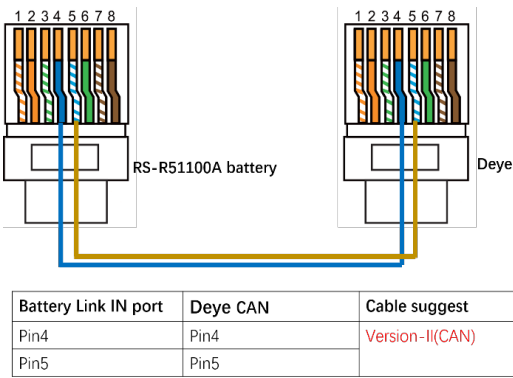 1 2 3 4 5 6 7 8
1 2 3 4 5 6 7 8
RS-R51100A battery
Deye
Battery Link IN port Deye CAN Cable suggest
Pin4 Pin4 Version-II(CAN)
Pin5 Pin5